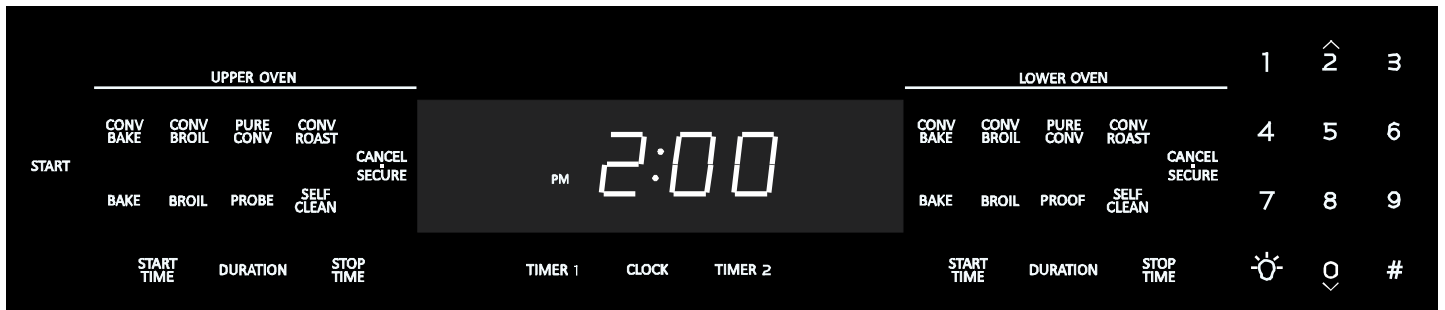 UPPER OVEN
LOWER OVEN
1 2 3
CONV BAKE
CONV BROIL
PURE CONV
CONV ROAST
START
CANCEL
SECURE
BAKE
BROIL
PROBE
SELF CLEAN
START TIME
DURATION
STOP TIME
PM 2:00
TIMER 1
CLOCK
TIMER 2
CONV BAKE
CONV BROIL
PURE CONV
CONV ROAST
CANCEL
SECURE
BAKE
BROIL
PROOF
SELF CLEAN
START TIME
DURATION
STOP TIME
4 5 6
7 8 9
0 #